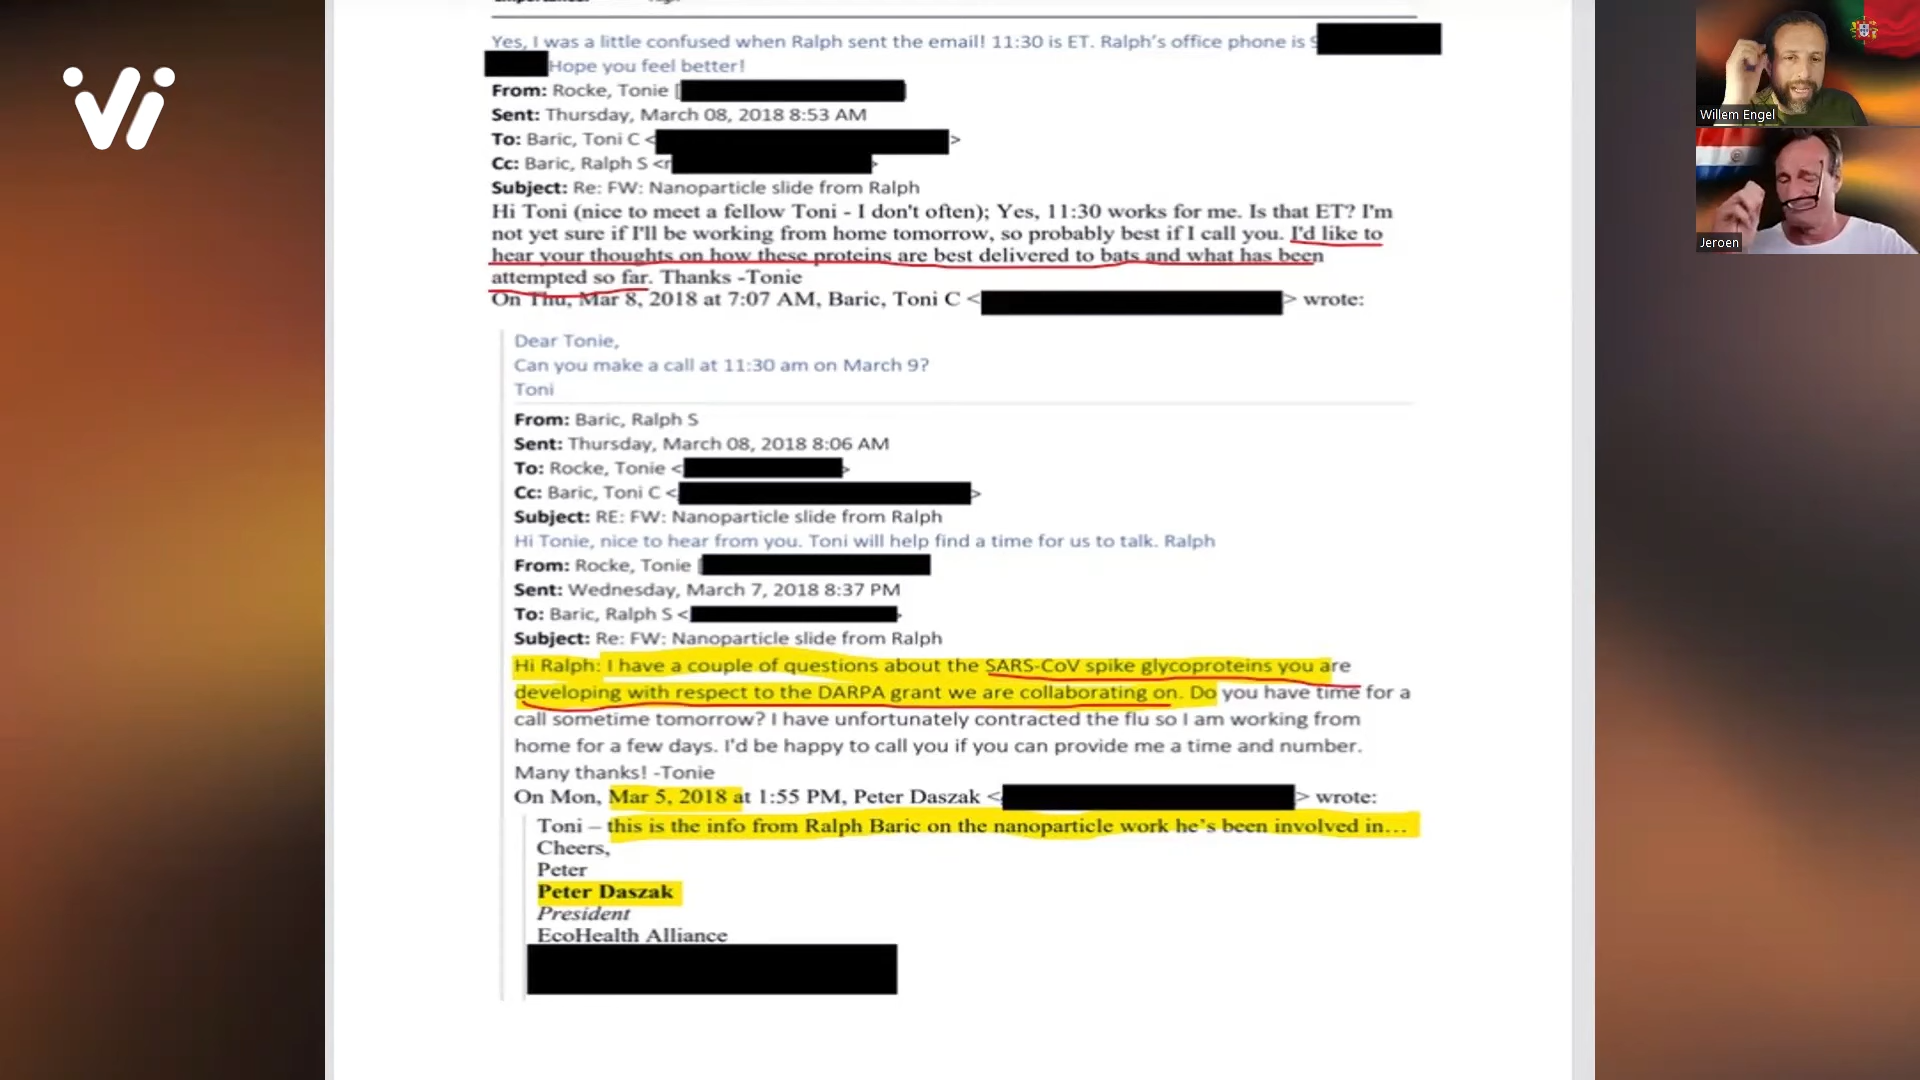 Yes, I was a little confused when Ralph sent the email! 11:30 is ET. Ralph's office phone is
Hope you feel better!
From: Rocke, Tonie [
Sent: Thursday, March 08, 2018 8:53 AM
To: Baric, Toni C < >
Cc: Baric, Ralph S <r >
Subject: Re: FW: Nanoparticle slide from Ralph
Hi Toni (nice to meet a fellow Toni - I don't often); Yes, 11:30 works for me. Is that ET? I'm
not yet sure if I'll be working from home tomorrow, so probably best if I call you. I'd like to
hear your thoughts on how these proteins are best delivered to bats and what has been
attempted so far. Thanks -Tonie
On Thu, Mar 8, 2018 at 7:07 AM, Baric, Toni C < > wrote:
Dear Tonie,
Can you make a call at 11:30 am on March 9?
Toni
From: Baric, Ralph S
Sent: Thursday, March 08, 2018 8:06 AM
To: Rocke, Tonie < >
Cc: Baric, Toni C < >
Subject: RE: FW: Nanoparticle slide from Ralph
Hi Tonie, nice to hear from you. Toni will help find a time for us to talk. Ralph
From: Rocke, Tonie [
Sent: Wednesday, March 7, 2018 8:37 PM
To: Baric, Ralph S < >
Subject: Re: FW: Nanoparticle slide from Ralph
Hi Ralph: I have a couple of questions about the SARS-CoV spike glycoproteins you are
developing with respect to the DARPA grant we are collaborating on. Do you have time for a
call sometime tomorrow? I have unfortunately contracted the flu so I am working from
home for a few days. I'd be happy to call you if you can provide me a time and number.
Many thanks! -Tonie
On Mon, Mar 5, 2018 at 1:55 PM, Peter Daszak < > wrote:
Toni – this is the info from Ralph Baric on the nanoparticle work he's been involved in…
Cheers,
Peter
Peter Daszak
President
EcoHealth Alliance
Willem Engel
Jeroen